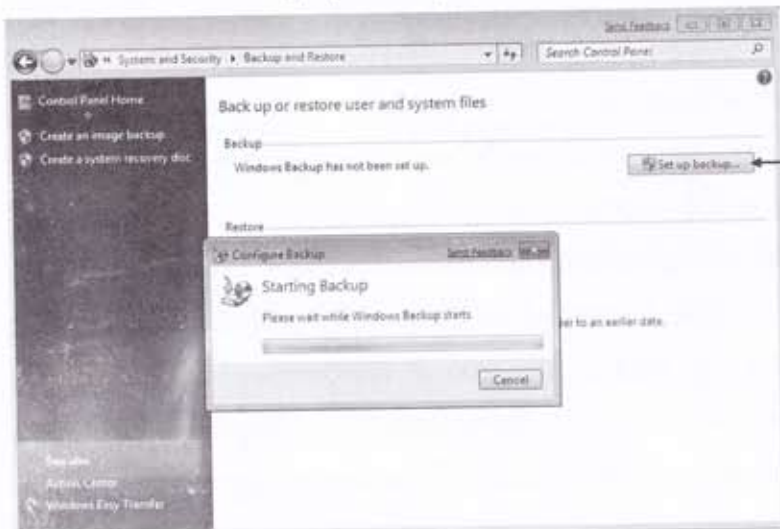 Send Feedback
System and Security ▸ Backup and Restore
Search Control Panel
Control Panel Home
Create an image backup
Create a system recovery disc
Back up or restore user and system files
Backup
Windows Backup has not been set up.
Set up backup...
Restore
Configure Backup
Send Feedback
Starting Backup
Please wait while Windows Backup starts
er to an earlier date.
Cancel
See also
Action Center
Windows Easy Transfer